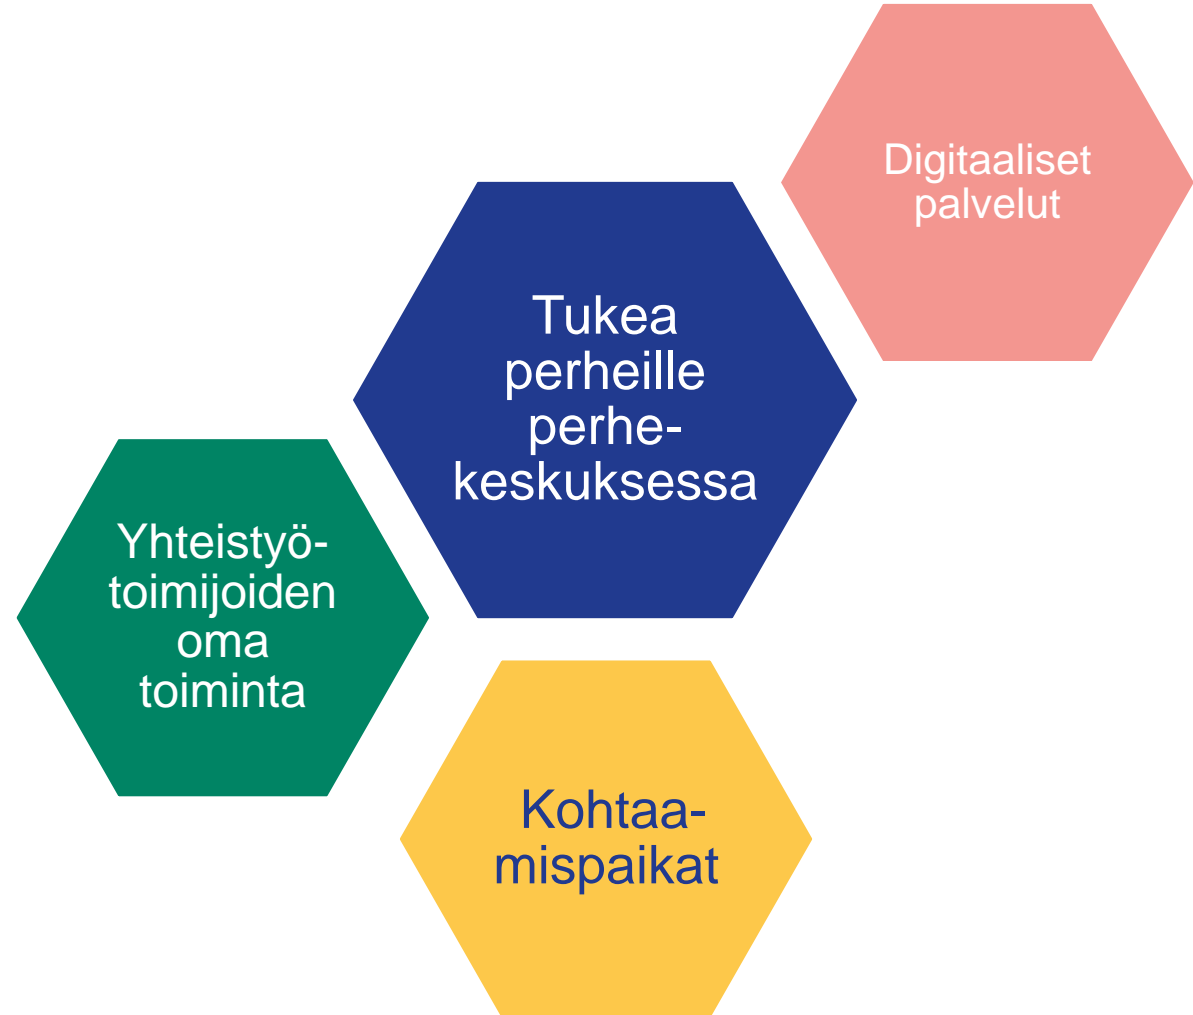 Digitaaliset
palvelut
Tukea
perheille
perhe-
keskuksessa
Yhteistyö-
toimijoiden
oma
toiminta
Kohtaa-
mispaikat